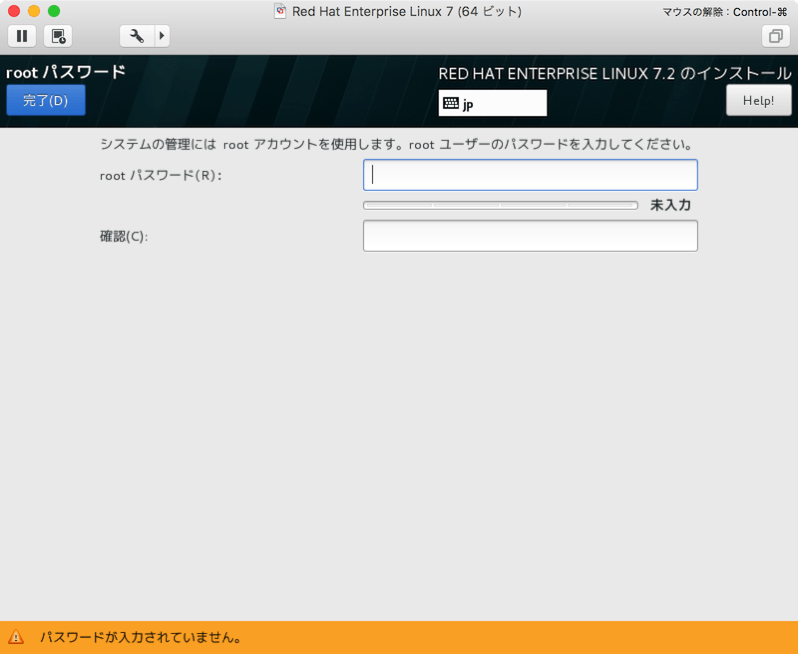 Red Hat Enterprise Linux 7 (64 ビット)
マウスの解除：Control-⌘
root パスワード
RED HAT ENTERPRISE LINUX 7.2 のインストール
完了(D)
jp
Help!
システムの管理には root アカウントを使用します。root ユーザーのパスワードを入力してください。
root パスワード(R):
未入力
確認(C):
パスワードが入力されていません。